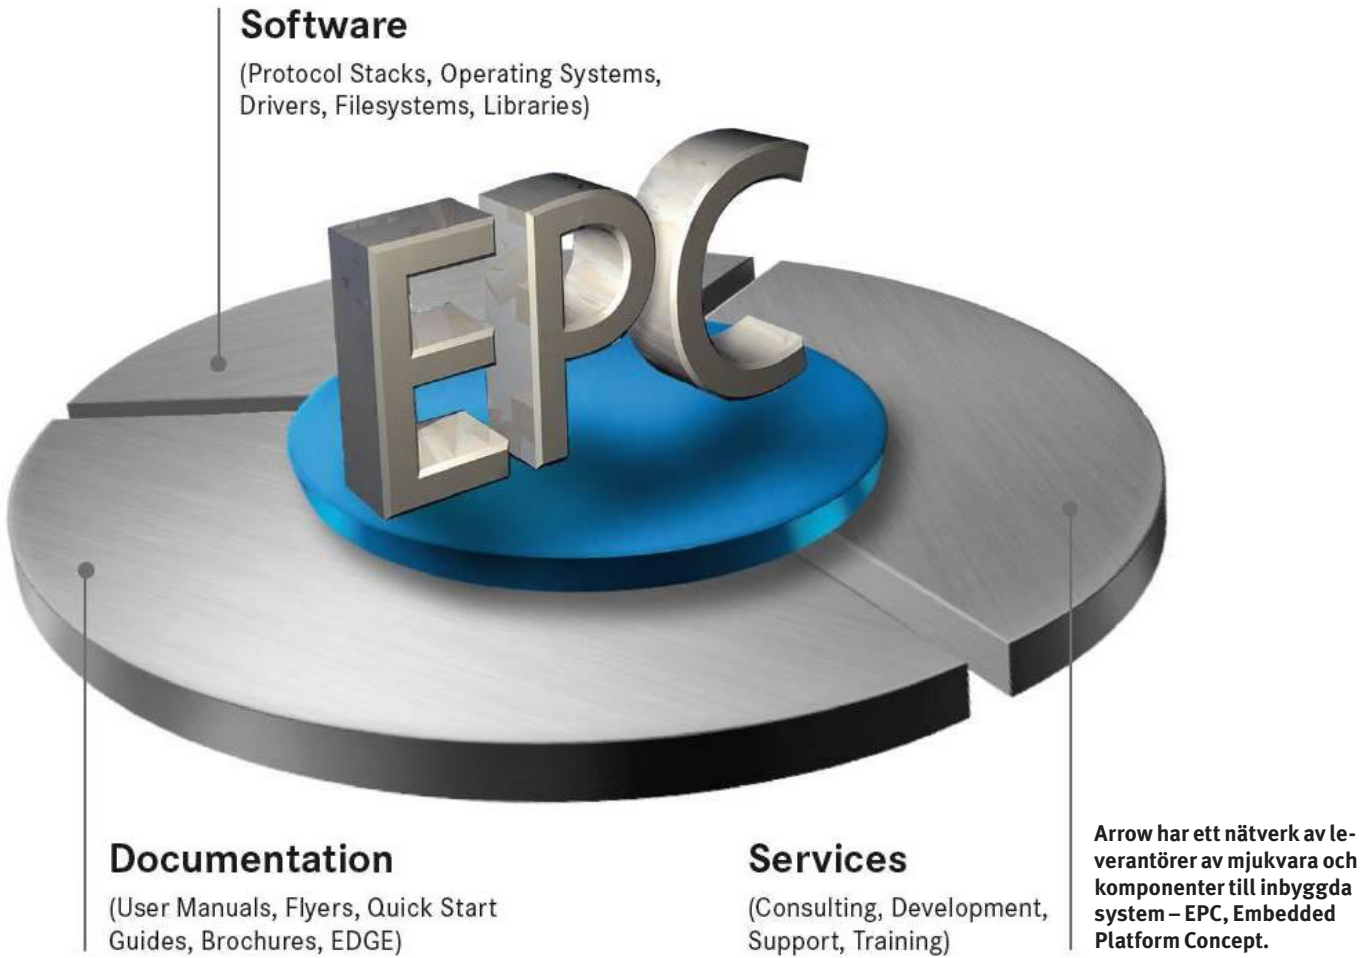 Software
(Protocol Stacks, Operating Systems,
Drivers, Filesystems, Libraries)
EPC
Documentation
(User Manuals, Flyers, Quick Start
Guides, Brochures, EDGE)
Services
(Consulting, Development,
Support, Training)
Arrow har ett nätverk av le-
verantörer av mjukvara och
komponenter till inbyggda
system – EPC, Embedded
Platform Concept.